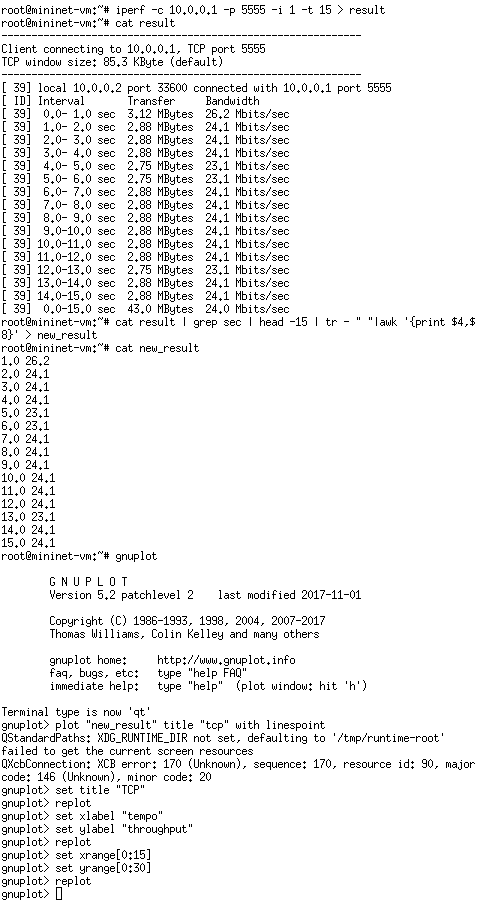 root@mininet-vm:~# iperf -c 10.0.0.1 -p 5555 -i 1 -t 15 > result
root@mininet-vm:~# cat result
------------------------------------------------------------
Client connecting to 10.0.0.1, TCP port 5555
TCP window size: 85.3 KByte (default)
------------------------------------------------------------
[ 39] local 10.0.0.2 port 33600 connected with 10.0.0.1 port 5555
[ ID] Interval       Transfer     Bandwidth
[ 39]  0.0- 1.0 sec  3.12 MBytes  26.2 Mbits/sec
[ 39]  1.0- 2.0 sec  2.88 MBytes  24.1 Mbits/sec
[ 39]  2.0- 3.0 sec  2.88 MBytes  24.1 Mbits/sec
[ 39]  3.0- 4.0 sec  2.88 MBytes  24.1 Mbits/sec
[ 39]  4.0- 5.0 sec  2.75 MBytes  23.1 Mbits/sec
[ 39]  5.0- 6.0 sec  2.75 MBytes  23.1 Mbits/sec
[ 39]  6.0- 7.0 sec  2.88 MBytes  24.1 Mbits/sec
[ 39]  7.0- 8.0 sec  2.88 MBytes  24.1 Mbits/sec
[ 39]  8.0- 9.0 sec  2.88 MBytes  24.1 Mbits/sec
[ 39]  9.0-10.0 sec  2.88 MBytes  24.1 Mbits/sec
[ 39] 10.0-11.0 sec  2.88 MBytes  24.1 Mbits/sec
[ 39] 11.0-12.0 sec  2.88 MBytes  24.1 Mbits/sec
[ 39] 12.0-13.0 sec  2.75 MBytes  23.1 Mbits/sec
[ 39] 13.0-14.0 sec  2.88 MBytes  24.1 Mbits/sec
[ 39] 14.0-15.0 sec  2.88 MBytes  24.1 Mbits/sec
[ 39]  0.0-15.0 sec  43.0 MBytes  24.0 Mbits/sec
root@mininet-vm:~# cat result | grep sec | head -15 | tr - " "|awk '{print $4,$
8}' > new_result
root@mininet-vm:~# cat new_result
1.0 26.2
2.0 24.1
3.0 24.1
4.0 24.1
5.0 23.1
6.0 23.1
7.0 24.1
8.0 24.1
9.0 24.1
10.0 24.1
11.0 24.1
12.0 24.1
13.0 23.1
14.0 24.1
15.0 24.1
root@mininet-vm:~# gnuplot
G N U P L O T
Version 5.2 patchlevel 2    last modified 2017-11-01
Copyright (C) 1986-1993, 1998, 2004, 2007-2017
Thomas Williams, Colin Kelley and many others
gnuplot home:     http://www.gnuplot.info
faq, bugs, etc:   type "help FAQ"
immediate help:   type "help"  (plot window: hit 'h')
Terminal type is now 'qt'
gnuplot> plot "new_result" title "tcp" with linespoint
QStandardPaths: XDG_RUNTIME_DIR not set, defaulting to '/tmp/runtime-root'
failed to get the current screen resources
QXcbConnection: XCB error: 170 (Unknown), sequence: 170, resource id: 90, major
code: 146 (Unknown), minor code: 20
gnuplot> set title "TCP"
gnuplot> replot
gnuplot> set xlabel "tempo"
gnuplot> set ylabel "throughput"
gnuplot> replot
gnuplot> set xrange[0:15]
gnuplot> set yrange[0:30]
gnuplot> replot
gnuplot>